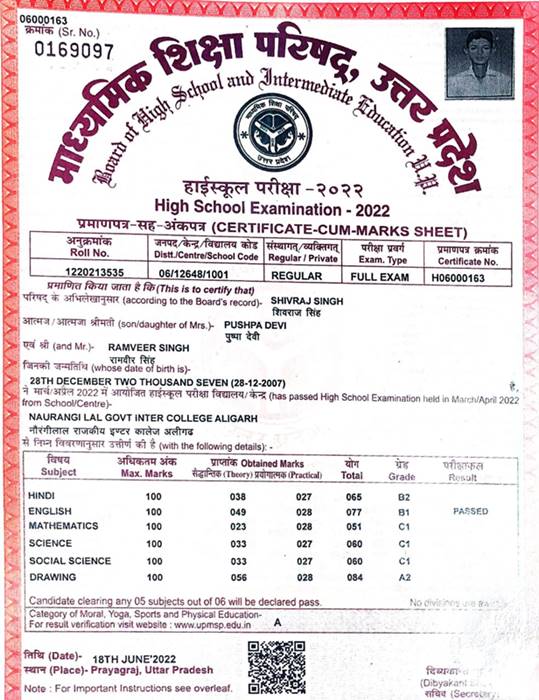 06000163
क्रमांक (Sr. No.)
0169097
माध्यमिक शिक्षा परिषद्, उत्तर प्रदेश
Board of High School and Intermediate Education U.P.
माध्यमिक शिक्षा परिषद्
उत्तर प्रदेश
हाईस्कूल परीक्षा -२०२२
High School Examination - 2022
प्रमाणपत्र-सह-अंकपत्र (CERTIFICATE-CUM-MARKS SHEET)
अनुक्रमांक जनपद/केन्द्र/विद्यालय कोड संस्थागत/व्यक्तिगत परीक्षा प्रवर्ग प्रमाणपत्र क्रमांक
Roll No. Distt./Centre/School Code Regular / Private Exam. Type Certificate No.
1220213535 06/12648/1001 REGULAR FULL EXAM H06000163
प्रमाणित किया जाता है कि (This is to certify that)
परिषद् के अभिलेखानुसार (according to the Board's record)- SHIVRAJ SINGH
शिवराज सिंह
आत्मज/आत्मजा श्रीमती (son/daughter of Mrs.)- PUSHPA DEVI
पुष्पा देवी
एवं श्री (and Mr.)- RAMVEER SINGH
रामवीर सिंह
जिनकी जन्मतिथि (whose date of birth is)-
28TH DECEMBER TWO THOUSAND SEVEN (28-12-2007) है,
ने मार्च/अप्रैल 2022 में आयोजित हाईस्कूल परीक्षा विद्यालय/केन्द्र (has passed High School Examination held in March/April 2022
from School/Centre)-
NAURANGI LAL GOVT INTER COLLEGE ALIGARH
नौरंगीलाल राजकीय इण्टर कालेज अलीगढ
से निम्न विवरणानुसार उत्तीर्ण की है (with the following details): -
विषय अधिकतम अंक प्राप्तांक Obtained Marks योग ग्रेड परीक्षाफल
Subject Max. Marks सैद्धान्तिक (Theory) प्रयोगात्मक (Practical) Total Grade Result
HINDI 100 038 027 065 B2
ENGLISH 100 049 028 077 B1 PASSED
MATHEMATICS 100 023 028 051 C1
SCIENCE 100 033 027 060 C1
SOCIAL SCIENCE 100 033 027 060 C1
DRAWING 100 056 028 084 A2
Candidate clearing any 05 subjects out of 06 will be declared pass. No divisions are
Category of Moral, Yoga, Sports and Physical Education-
For result verification visit website : www.upmsp.edu.in A
तिथि (Date)- 18TH JUNE'2022
स्थान (Place)- Prayagraj, Uttar Pradesh
Note : For Important Instructions see overleaf.
(Dibyakant
सचिव (Secretary)